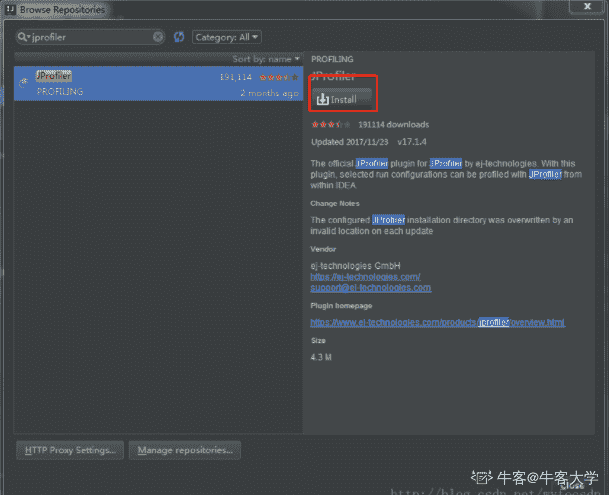 Browse Repositories
jprofiler
Category: All
Sort by: name
JProfiler 191,114
PROFILING 2 months ago
PROFILING
JProfiler
Install
191114 downloads
Updated 2017/11/23 v17.1.4
The official JProfiler plugin for JProfiler by ej-technologies. With this
plugin, selected run configurations can be profiled with JProfiler from
within IDEA.
Change Notes
The configured JProfiler installation directory was overwritten by an
invalid location on each update
Vendor
ej-technologies GmbH
https://ej-technologies.com/
support@ej-technologies.com
Plugin homepage
https://www.ej-technologies.com/products/jprofiler/overview.html
Size
4.3 M
HTTP Proxy Settings...
Manage repositories...
牛客@牛客大学
Close